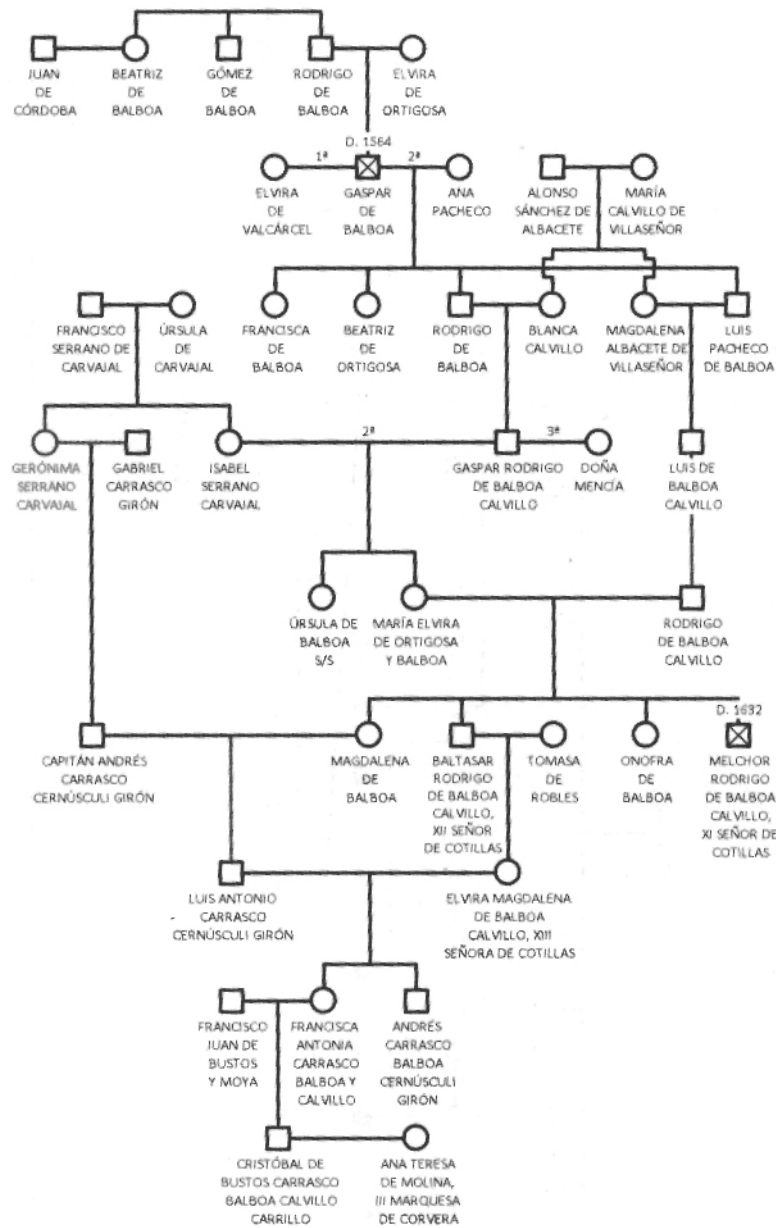 JUAN
DE
CÓRDOBA
BEATRIZ
DE
BALBOA
GÓMEZ
DE
BALBOA
RODRIGO
DE
BALBOA
ELVIRA
DE
ORTIGOSA
D. 1564
1ª
2ª
ELVIRA
DE
VALCÁRCEL
GASPAR
DE
BALBOA
ANA
PACHECO
ALONSO
SÁNCHEZ DE
ALBACETE
MARÍA
CALVILLO DE
VILLASEÑOR
FRANCISCO
SERRANO DE
CARVAJAL
ÚRSULA
DE
CARVAJAL
FRANCISCA
DE
BALBOA
BEATRIZ
DE
ORTIGOSA
RODRIGO
DE
BALBOA
BLANCA
CALVILLO
MAGDALENA
ALBACETE DE
VILLASEÑOR
LUIS
PACHECO
DE BALBOA
2ª
3ª
GERÓNIMA
SERRANO
CARVAJAL
GABRIEL
CARRASCO
GIRÓN
ISABEL
SERRANO
CARVAJAL
GASPAR RODRIGO
DE BALBOA
CALVILLO
DOÑA
MENCÍA
LUIS DE
BALBOA
CALVILLO
ÚRSULA DE
BALBOA
S/S
MARÍA ELVIRA
DE ORTIGOSA
Y BALBOA
RODRIGO
DE BALBOA
CALVILLO
D. 1632
CAPITÁN ANDRÉS
CARRASCO
CERNÚSCULI GIRÓN
MAGDALENA
DE
BALBOA
BALTASAR
RODRIGO
DE BALBOA
CALVILLO,
XII SEÑOR
DE COTILLAS
TOMASA
DE
ROBLES
ONOFRA
DE
BALBOA
MELCHOR
RODRIGO
DE BALBOA
CALVILLO,
XI SEÑOR DE
COTILLAS
LUIS ANTONIO
CARRASCO
CERNÚSCULI GIRÓN
ELVIRA MAGDALENA
DE BALBOA
CALVILLO, XIII
SEÑORA DE COTILLAS
FRANCISCO
JUAN DE
BUSTOS
Y MOYA
FRANCISCA
ANTONIA
CARRASCO
BALBOA Y
CALVILLO
ANDRÉS
CARRASCO
BALBOA
CERNÚSCULI
GIRÓN
CRISTÓBAL DE
BUSTOS CARRASCO
BALBOA CALVILLO
CARRILLO
ANA TERESA
DE MOLINA,
III MARQUESA
DE CORVERA